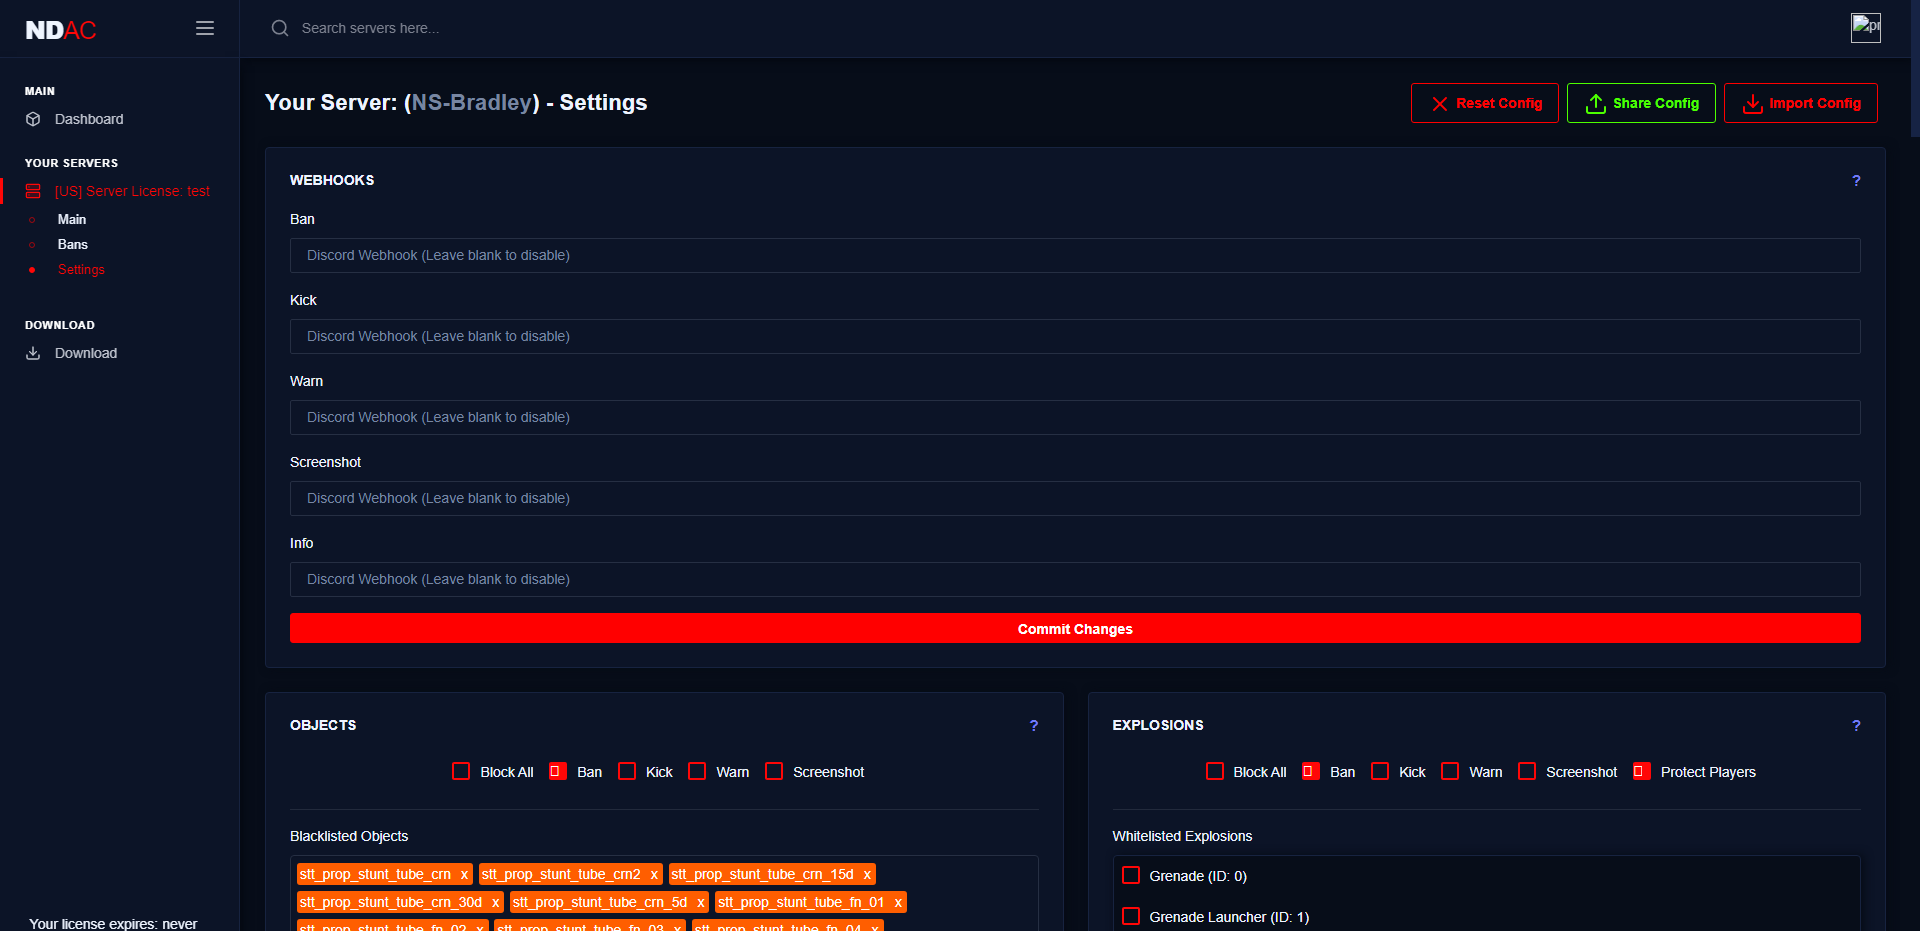 NDAC
Search servers here...
MAIN
Dashboard
YOUR SERVERS
[US] Server License: test
Main
Bans
Settings
DOWNLOAD
Download
Your license expires: never
Your Server: (NS-Bradley) - Settings
Reset Config
Share Config
Import Config
WEBHOOKS ?
Ban
Discord Webhook (Leave blank to disable)
Kick
Discord Webhook (Leave blank to disable)
Warn
Discord Webhook (Leave blank to disable)
Screenshot
Discord Webhook (Leave blank to disable)
Info
Discord Webhook (Leave blank to disable)
Commit Changes
OBJECTS ?
Block All Ban Kick Warn Screenshot
Blacklisted Objects
stt_prop_stunt_tube_crn x stt_prop_stunt_tube_crn2 x stt_prop_stunt_tube_crn_15d x
stt_prop_stunt_tube_crn_30d x stt_prop_stunt_tube_crn_5d x stt_prop_stunt_tube_fn_01 x
stt_prop_stunt_tube_fn_02 x stt_prop_stunt_tube_fn_03 x stt_prop_stunt_tube_fn_04 x
EXPLOSIONS ?
Block All Ban Kick Warn Screenshot Protect Players
Whitelisted Explosions
Grenade (ID: 0)
Grenade Launcher (ID: 1)